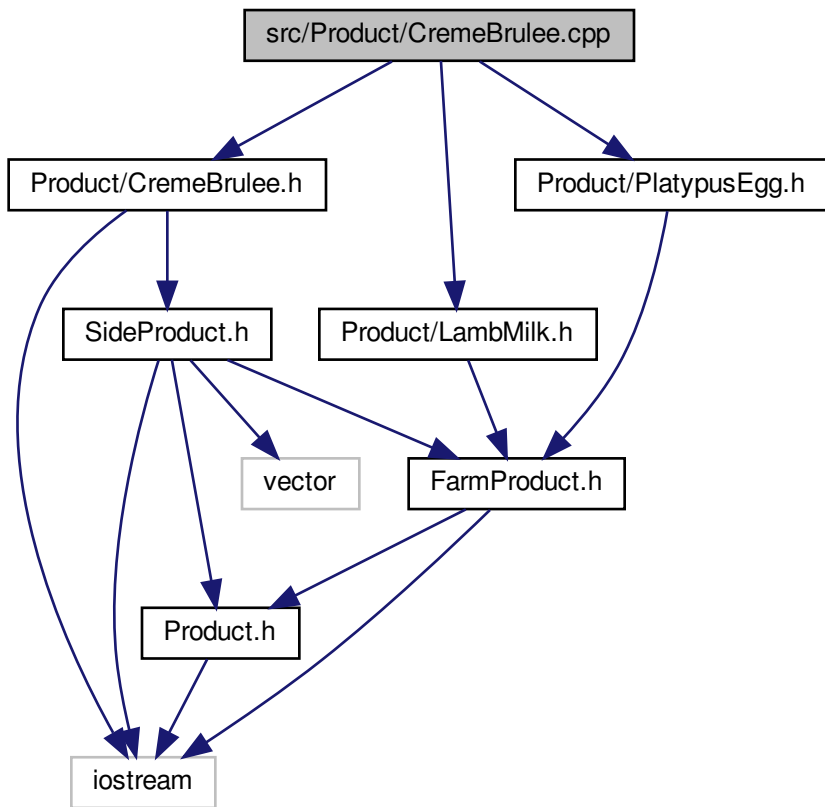 src/Product/CremeBrulee.cpp
Product/CremeBrulee.h
Product/PlatypusEgg.h
SideProduct.h
Product/LambMilk.h
vector
FarmProduct.h
Product.h
iostream